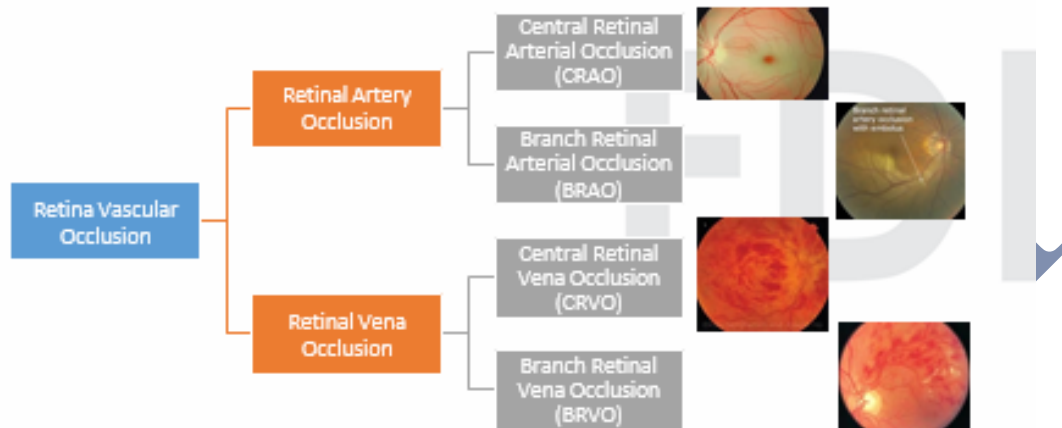 Central Retinal
Arterial Occlusion
(CRAO)
Retinal Artery
Occlusion
Branch retinal
artery occlusion
with embolus
Branch Retinal
Arterial Occlusion
(BRAO)
Retina Vascular
Occlusion
Central Retinal
Vena Occlusion
(CRVO)
Retinal Vena
Occlusion
Branch Retinal
Vena Occlusion
(BRVO)